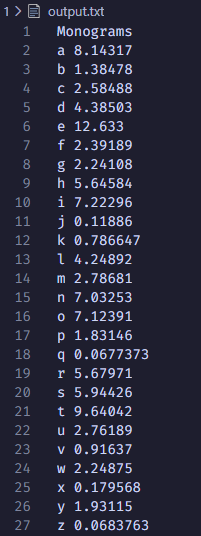 1 > output.txt
1 Monograms
2 a 8.14317
3 b 1.38478
4 c 2.58488
5 d 4.38503
6 e 12.633
7 f 2.39189
8 g 2.24108
9 h 5.64584
10 i 7.22296
11 j 0.11886
12 k 0.786647
13 l 4.24892
14 m 2.78681
15 n 7.03253
16 o 7.12391
17 p 1.83146
18 q 0.0677373
19 r 5.67971
20 s 5.94426
21 t 9.64042
22 u 2.76189
23 v 0.91637
24 w 2.24875
25 x 0.179568
26 y 1.93115
27 z 0.0683763